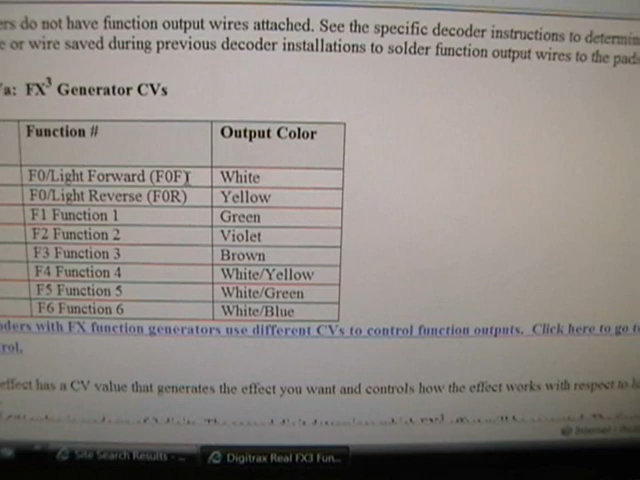 ers do not have function output wires attached. See the specific decoder instructions to determin
e or wire saved during previous decoder installations to solder function output wires to the pads
a: FX3 Generator CVs
Function # Output Color
F0/Light Forward (F0F) White
F0/Light Reverse (F0R) Yellow
F1 Function 1 Green
F2 Function 2 Violet
F3 Function 3 Brown
F4 Function 4 White/Yellow
F5 Function 5 White/Green
F6 Function 6 White/Blue
oders with FX function generators use different CVs to control function outputs. Click here to go t
rol.
effect has a CV value that generates the effect you want and controls how the effect works with respect to
Internet
Site Search Results - ... Digitrax Real FX3 Fun...